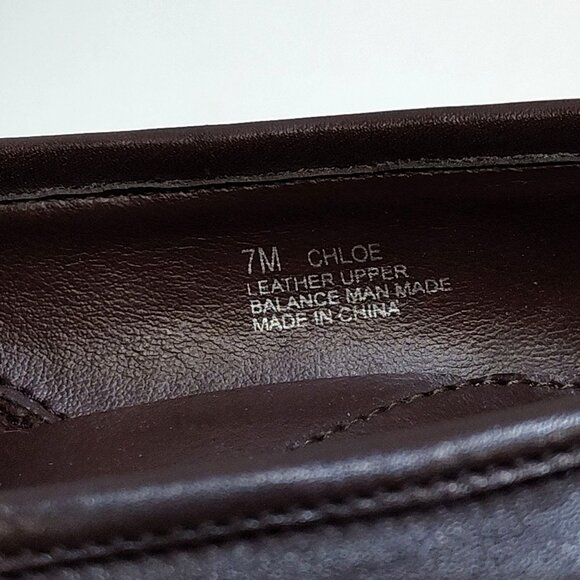 7M CHLOE
LEATHER UPPER
BALANCE MAN MADE
MADE IN CHINA